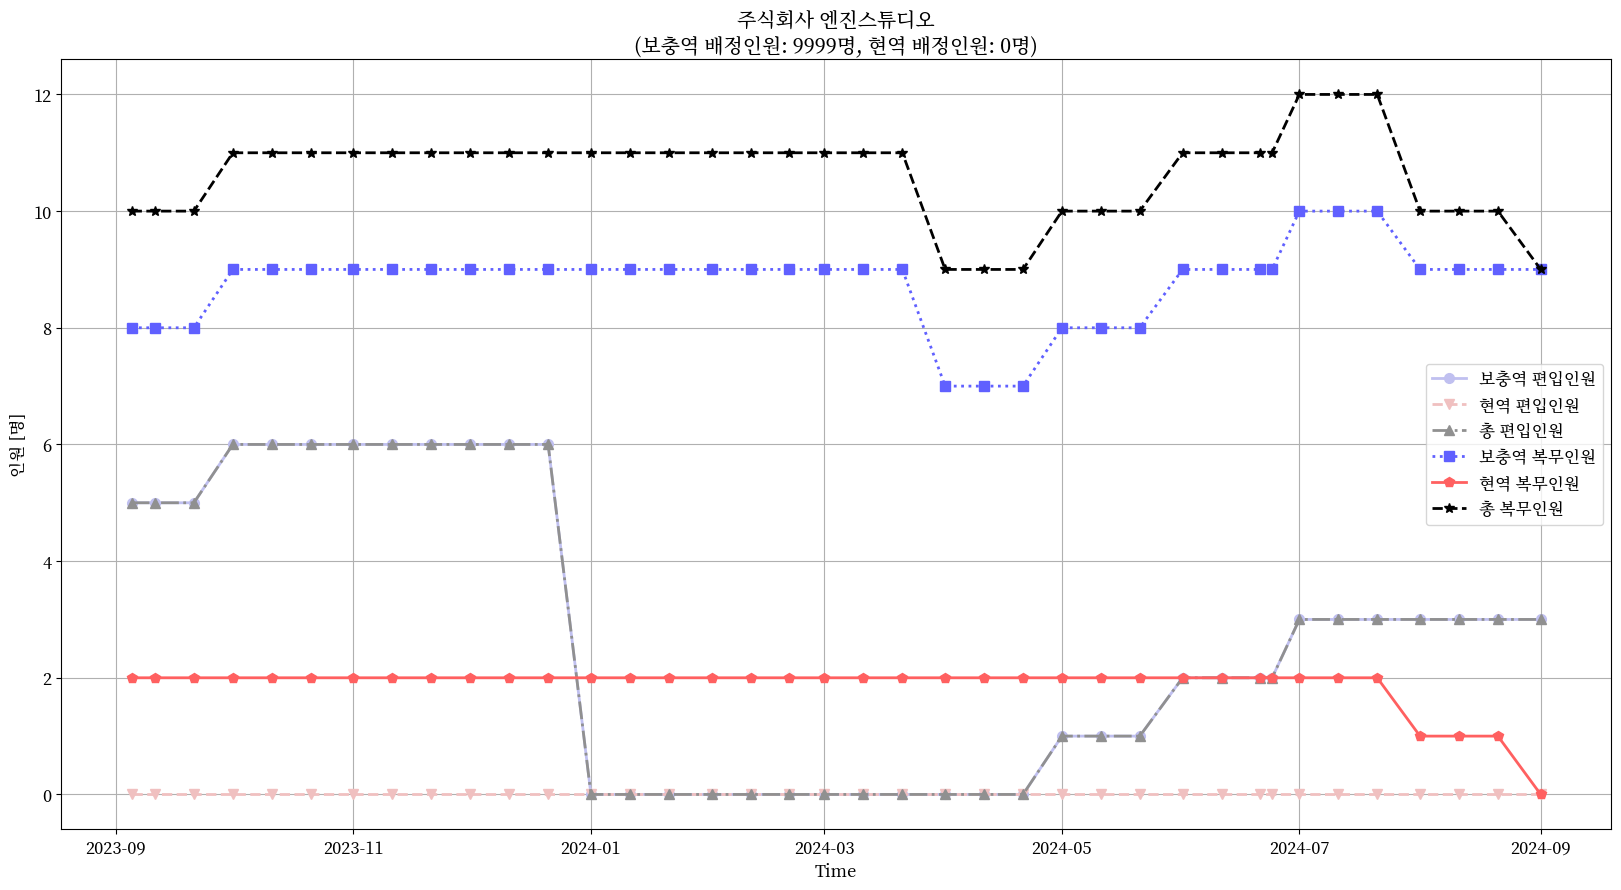 주식회사 엔진스튜디오
(보충역 배정인원: 9999명, 현역 배정인원: 0명)
인원 [명]
12
10
8
6
4
2
0
보충역 편입인원
현역 편입인원
총 편입인원
보충역 복무인원
현역 복무인원
총 복무인원
2023-09
2023-11
2024-01
2024-03
2024-05
2024-07
2024-09
Time